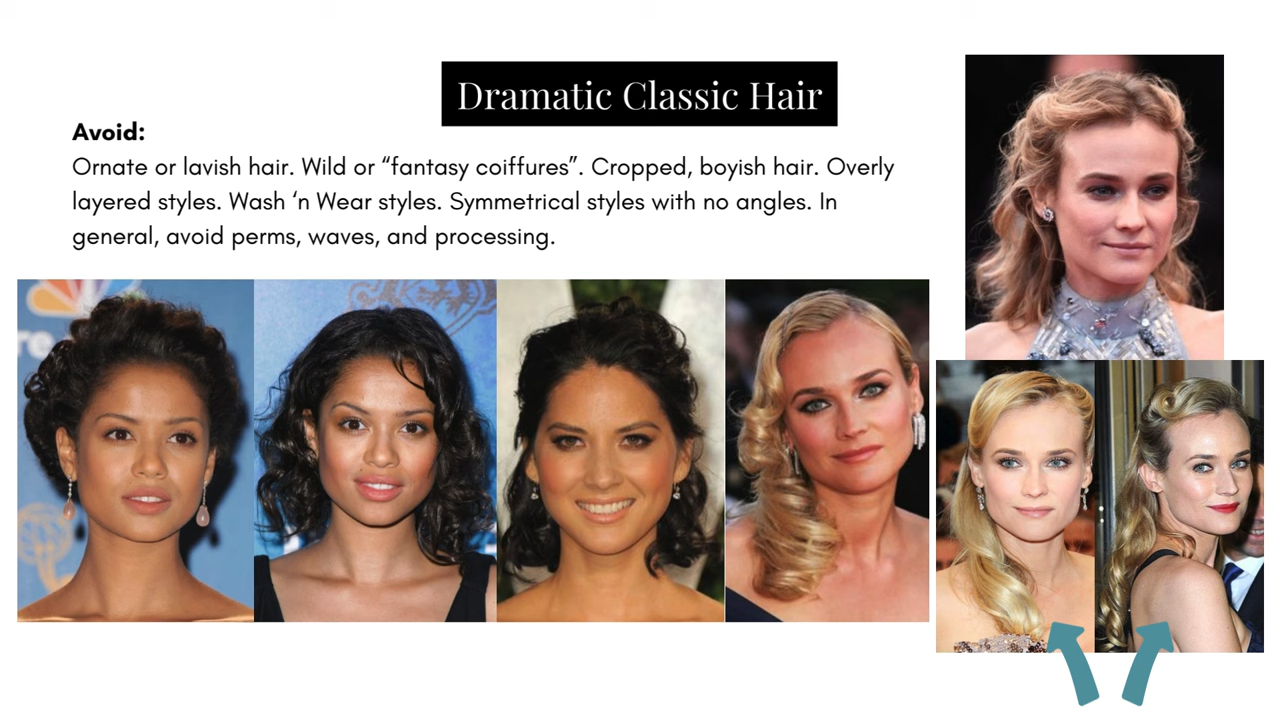 Dramatic Classic Hair
Avoid:
Ornate or lavish hair. Wild or “fantasy coiffures”. Cropped, boyish hair. Overly
layered styles. Wash ‘n Wear styles. Symmetrical styles with no angles. In
general, avoid perms, waves, and processing.